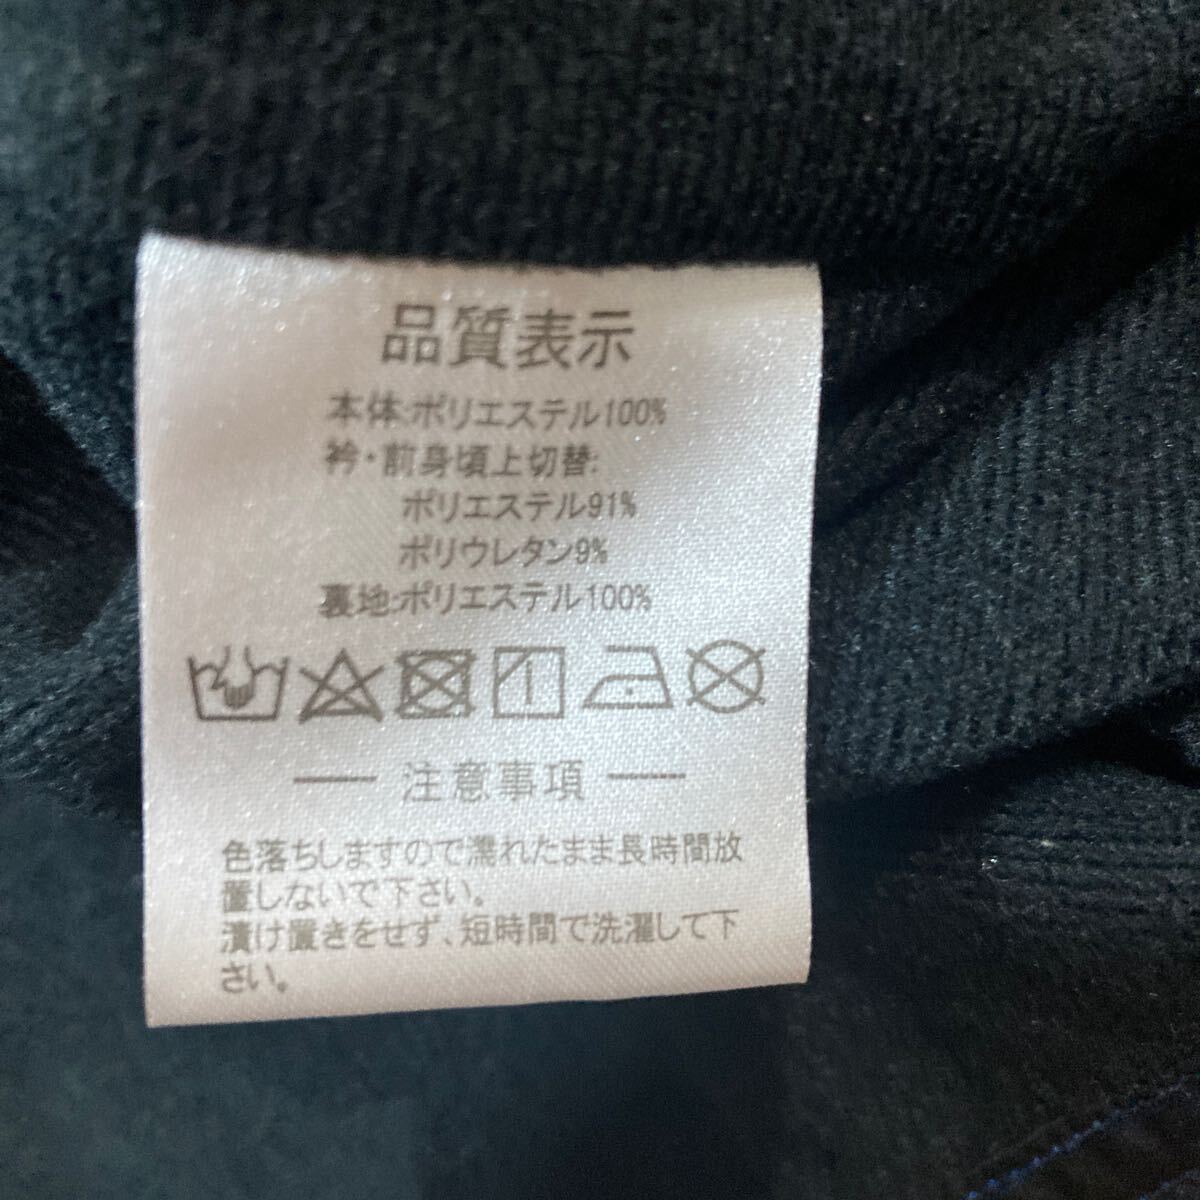 品質表示
本体:ポリエステル100%
衿・前身頃上切替:
ポリエステル91%
ポリウレタン9%
裏地:ポリエステル100%
注意事項
色落ちしますので濡れたまま長時間放
置しないで下さい。
漬け置きをせず、短時間で洗濯して下
さい。